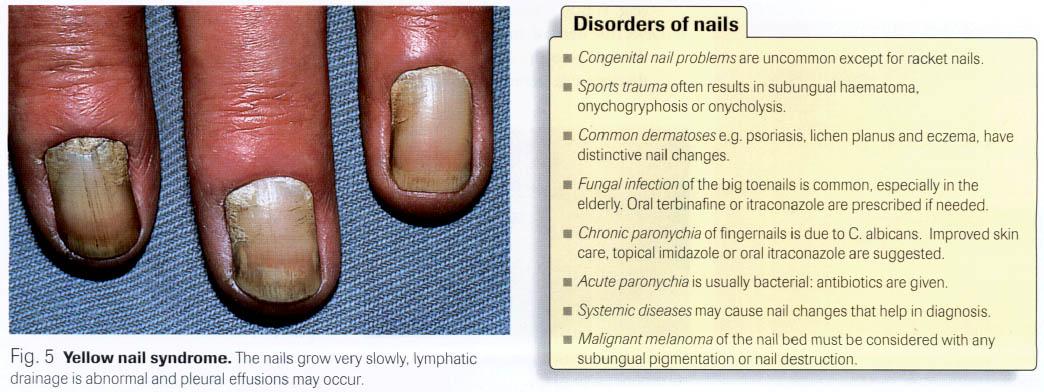 Fig. 5 Yellow nail syndrome. The nails grow very slowly, lymphatic
drainage is abnormal and pleural effusions may occur.
Disorders of nails
■ Congenital nail problems are uncommon except for racket nails.
■ Sports trauma often results in subungual haematoma,
onychogryphosis or onycholysis.
■ Common dermatoses e.g. psoriasis, lichen planus and eczema, have
distinctive nail changes.
■ Fungal infection of the big toenails is common, especially in the
elderly. Oral terbinafine or itraconazole are prescribed if needed.
■ Chronic paronychia of fingernails is due to C. albicans. Improved skin
care, topical imidazole or oral itraconazole are suggested.
■ Acute paronychia is usually bacterial: antibiotics are given.
■ Systemic diseases may cause nail changes that help in diagnosis.
■ Malignant melanoma of the nail bed must be considered with any
subungual pigmentation or nail destruction.